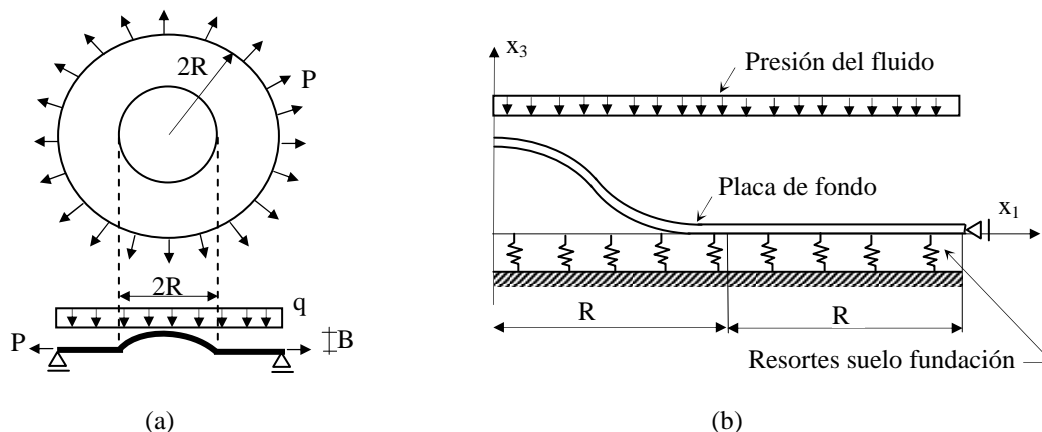 2R
P
2R
q
P
B
(a)
x3
Presión del fluido
Placa de fondo
x1
R
R
Resortes suelo fundación
(b)